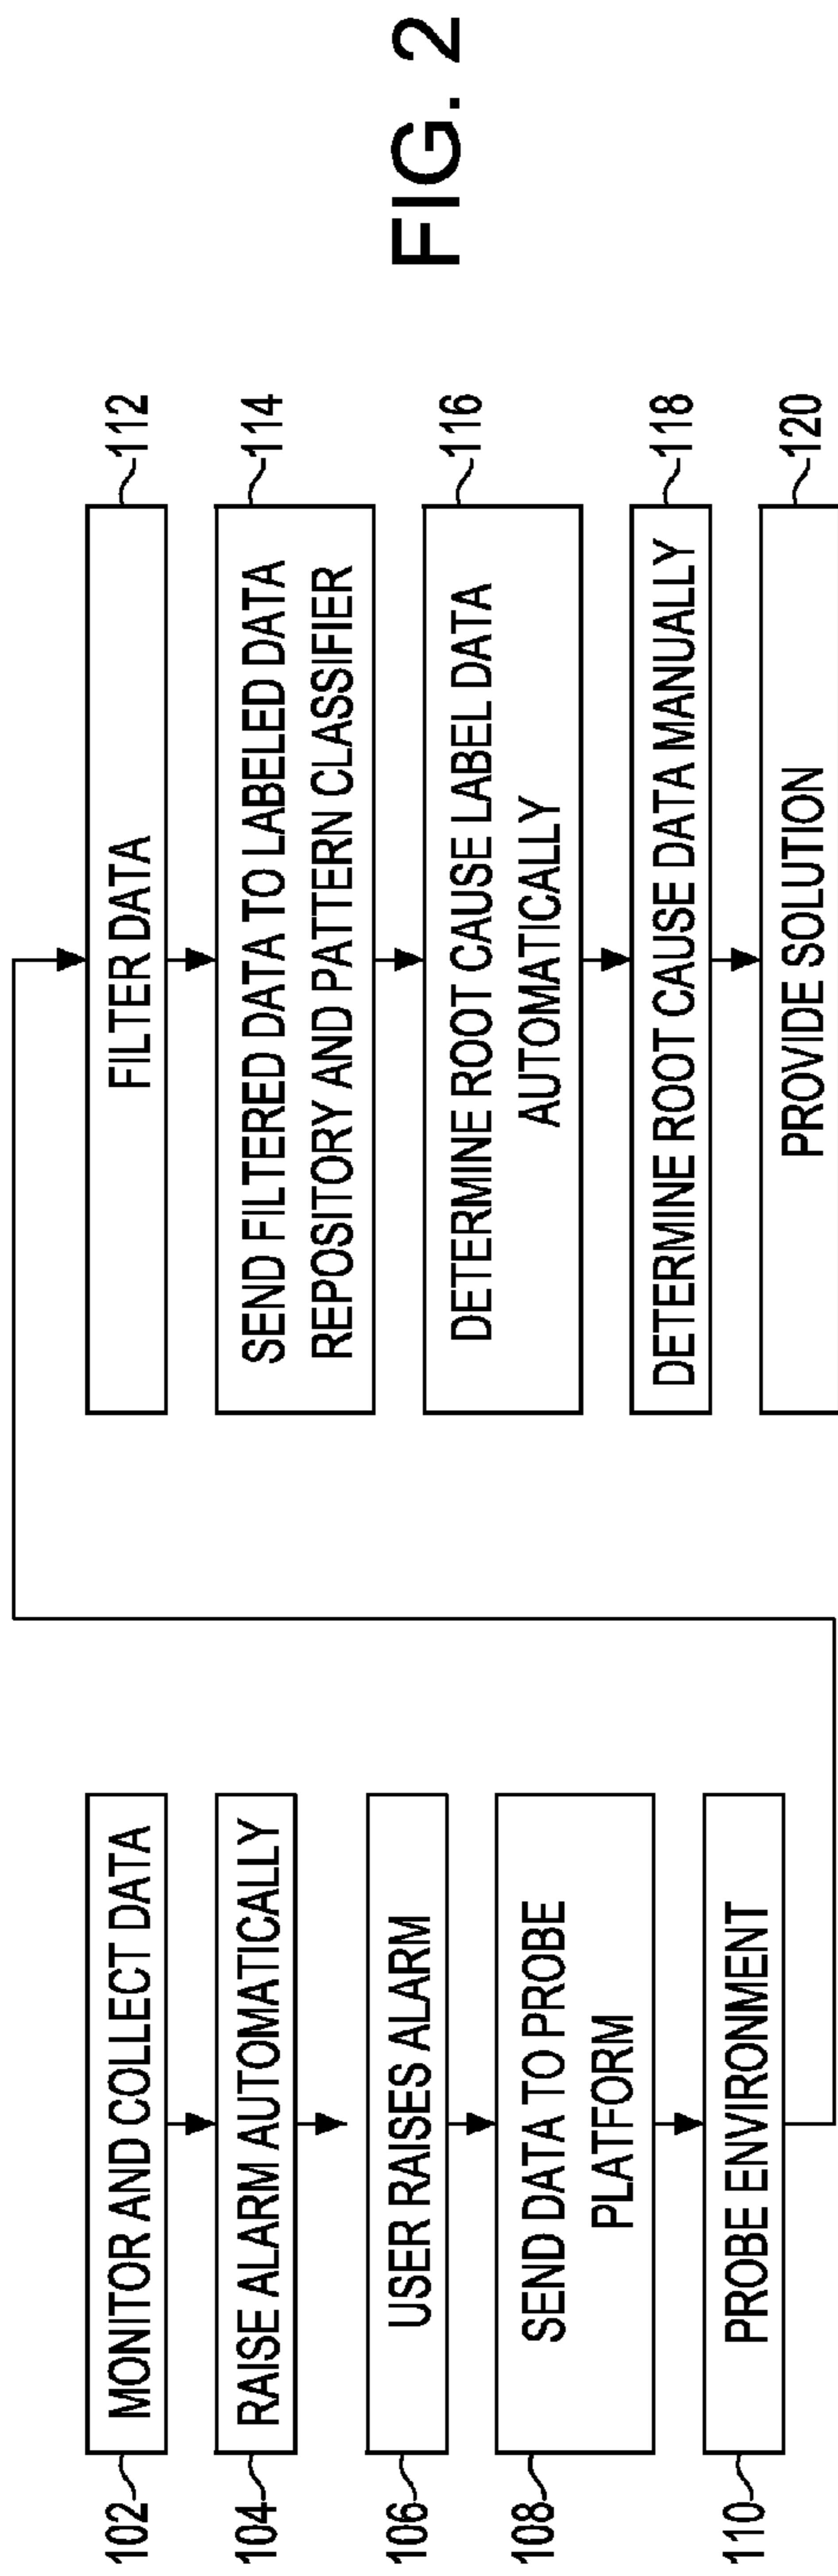 102
MONITOR AND COLLECT DATA
104
RAISE ALARM AUTOMATICALLY
106
USER RAISES ALARM
108
SEND DATA TO PROBE
PLATFORM
110
PROBE ENVIRONMENT
FILTER DATA
112
SEND FILTERED DATA TO LABELED DATA
REPOSITORY AND PATTERN CLASSIFIER
114
DETERMINE ROOT CAUSE LABEL DATA
AUTOMATICALLY
116
DETERMINE ROOT CAUSE DATA MANUALLY
118
PROVIDE SOLUTION
120
FIG. 2